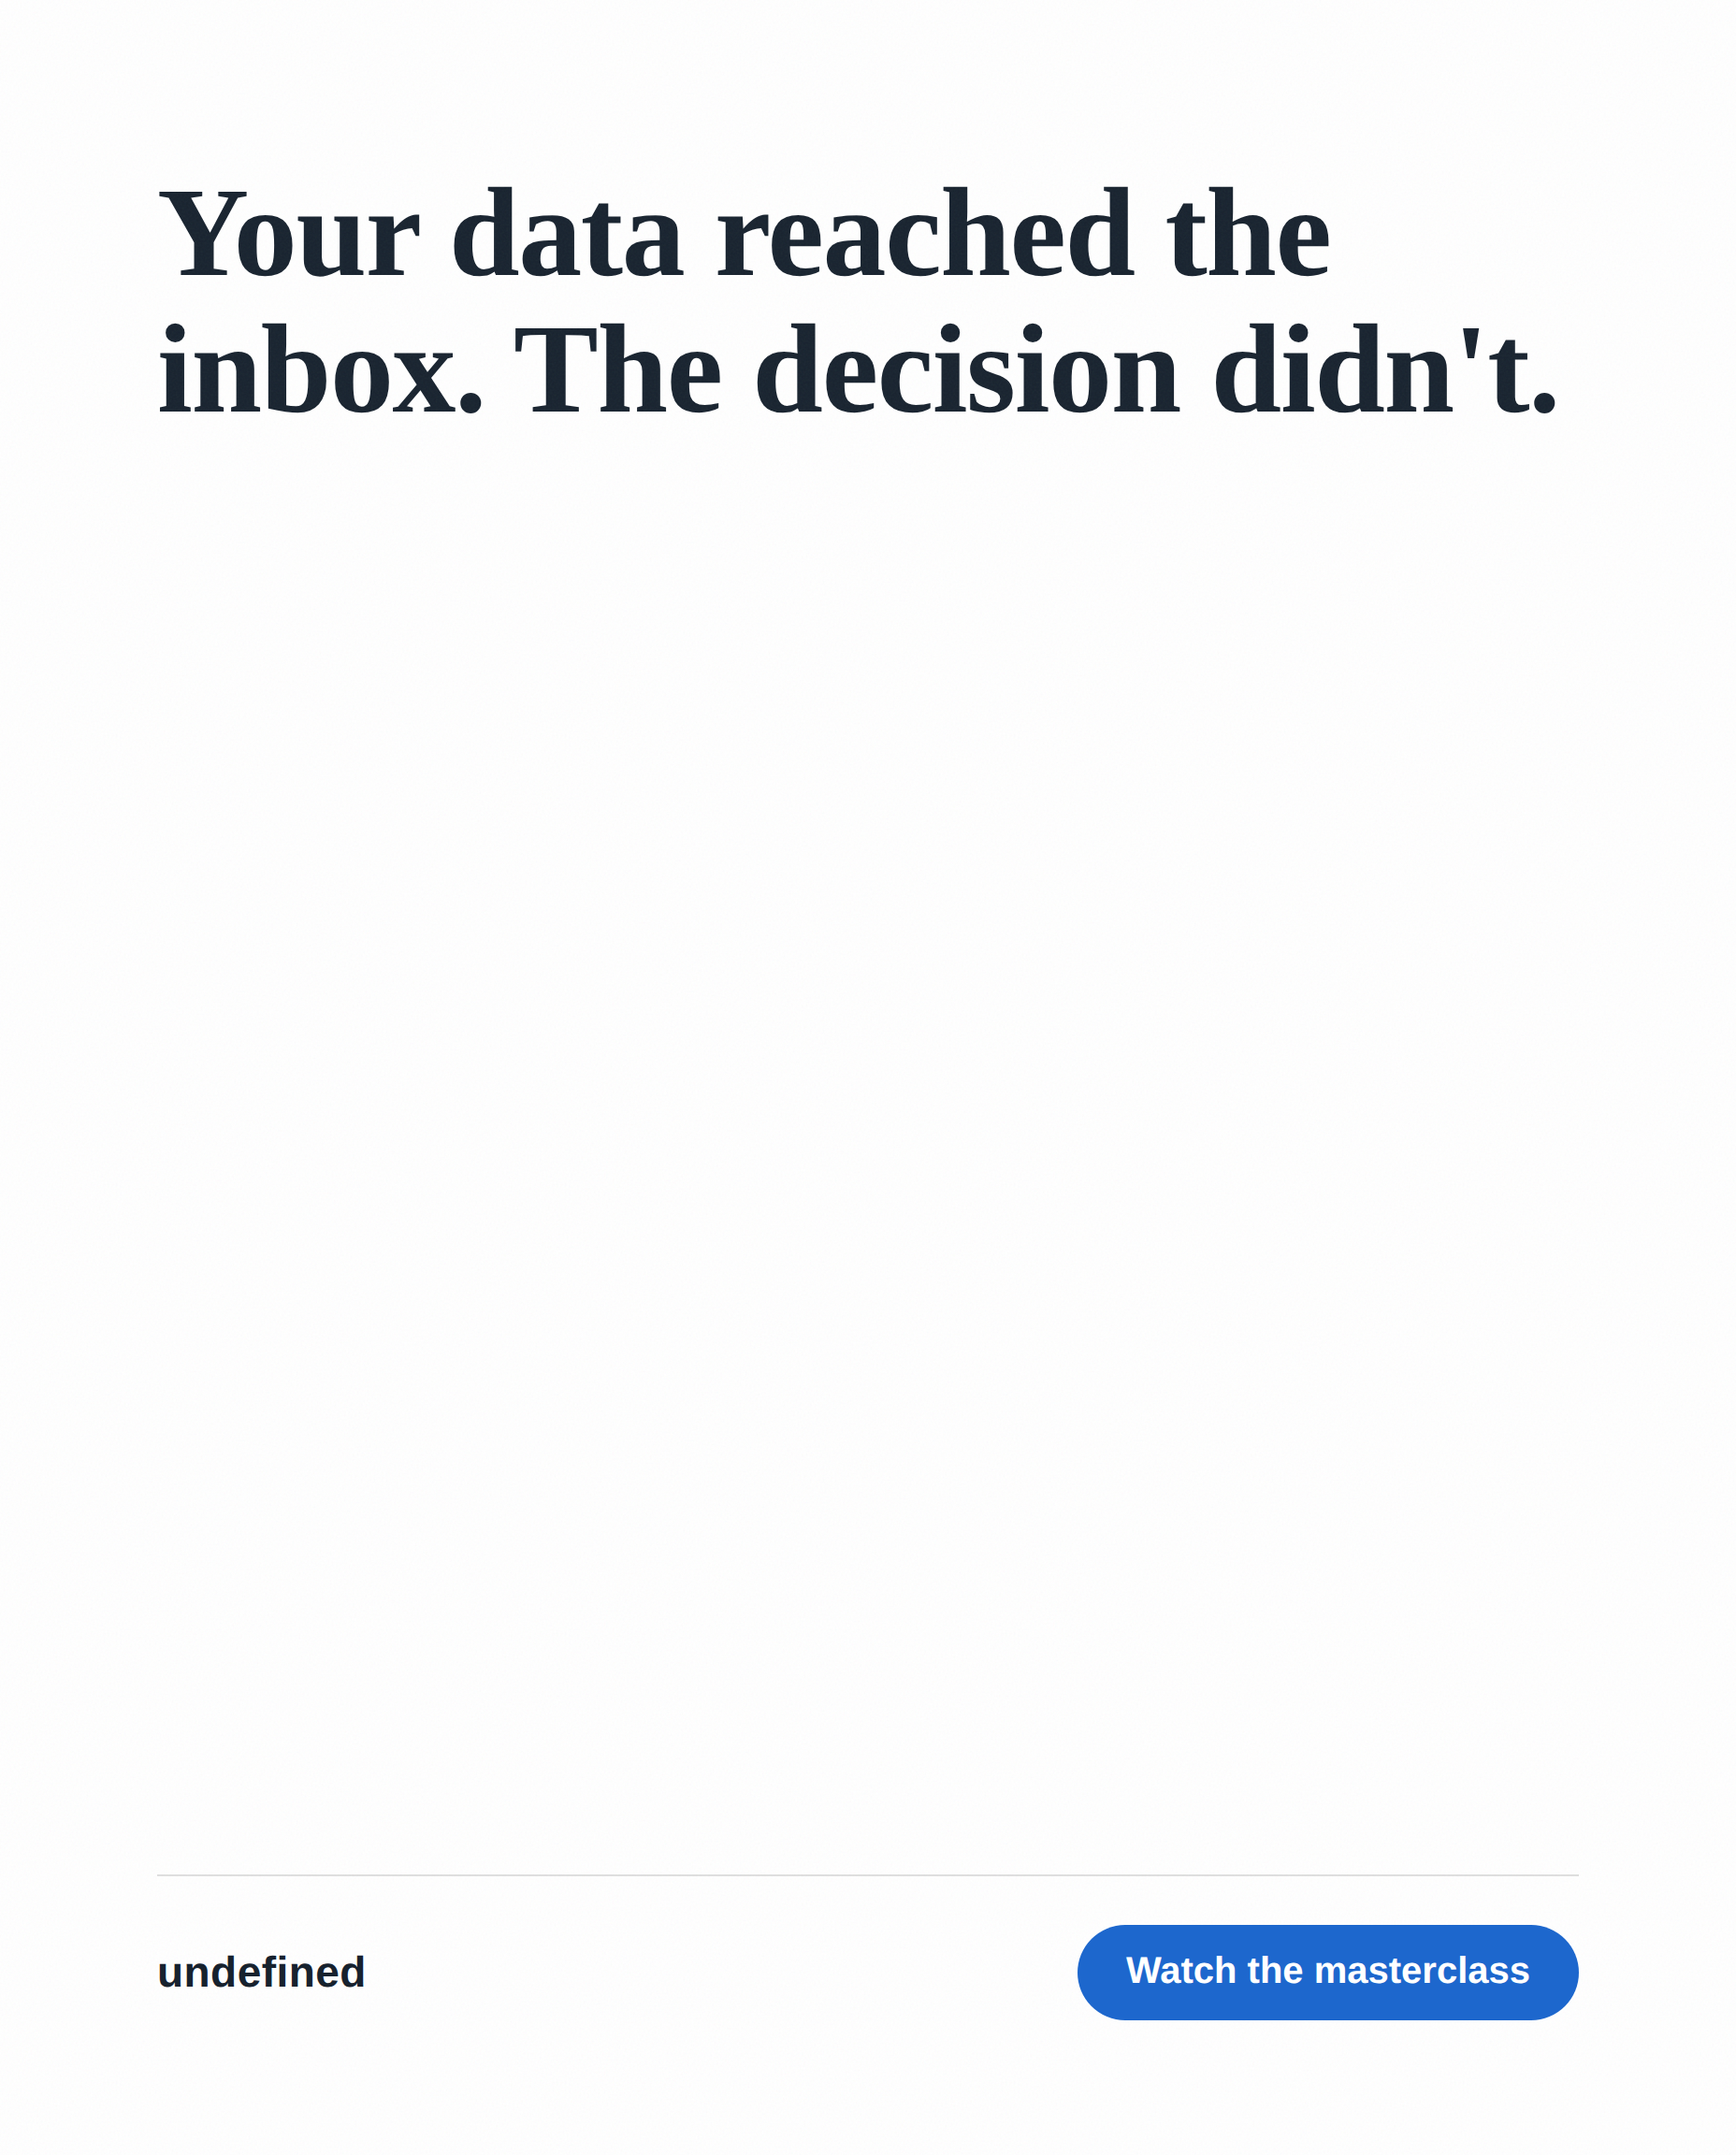 Your data reached the
inbox. The decision didn't.
undefined
Watch the masterclass